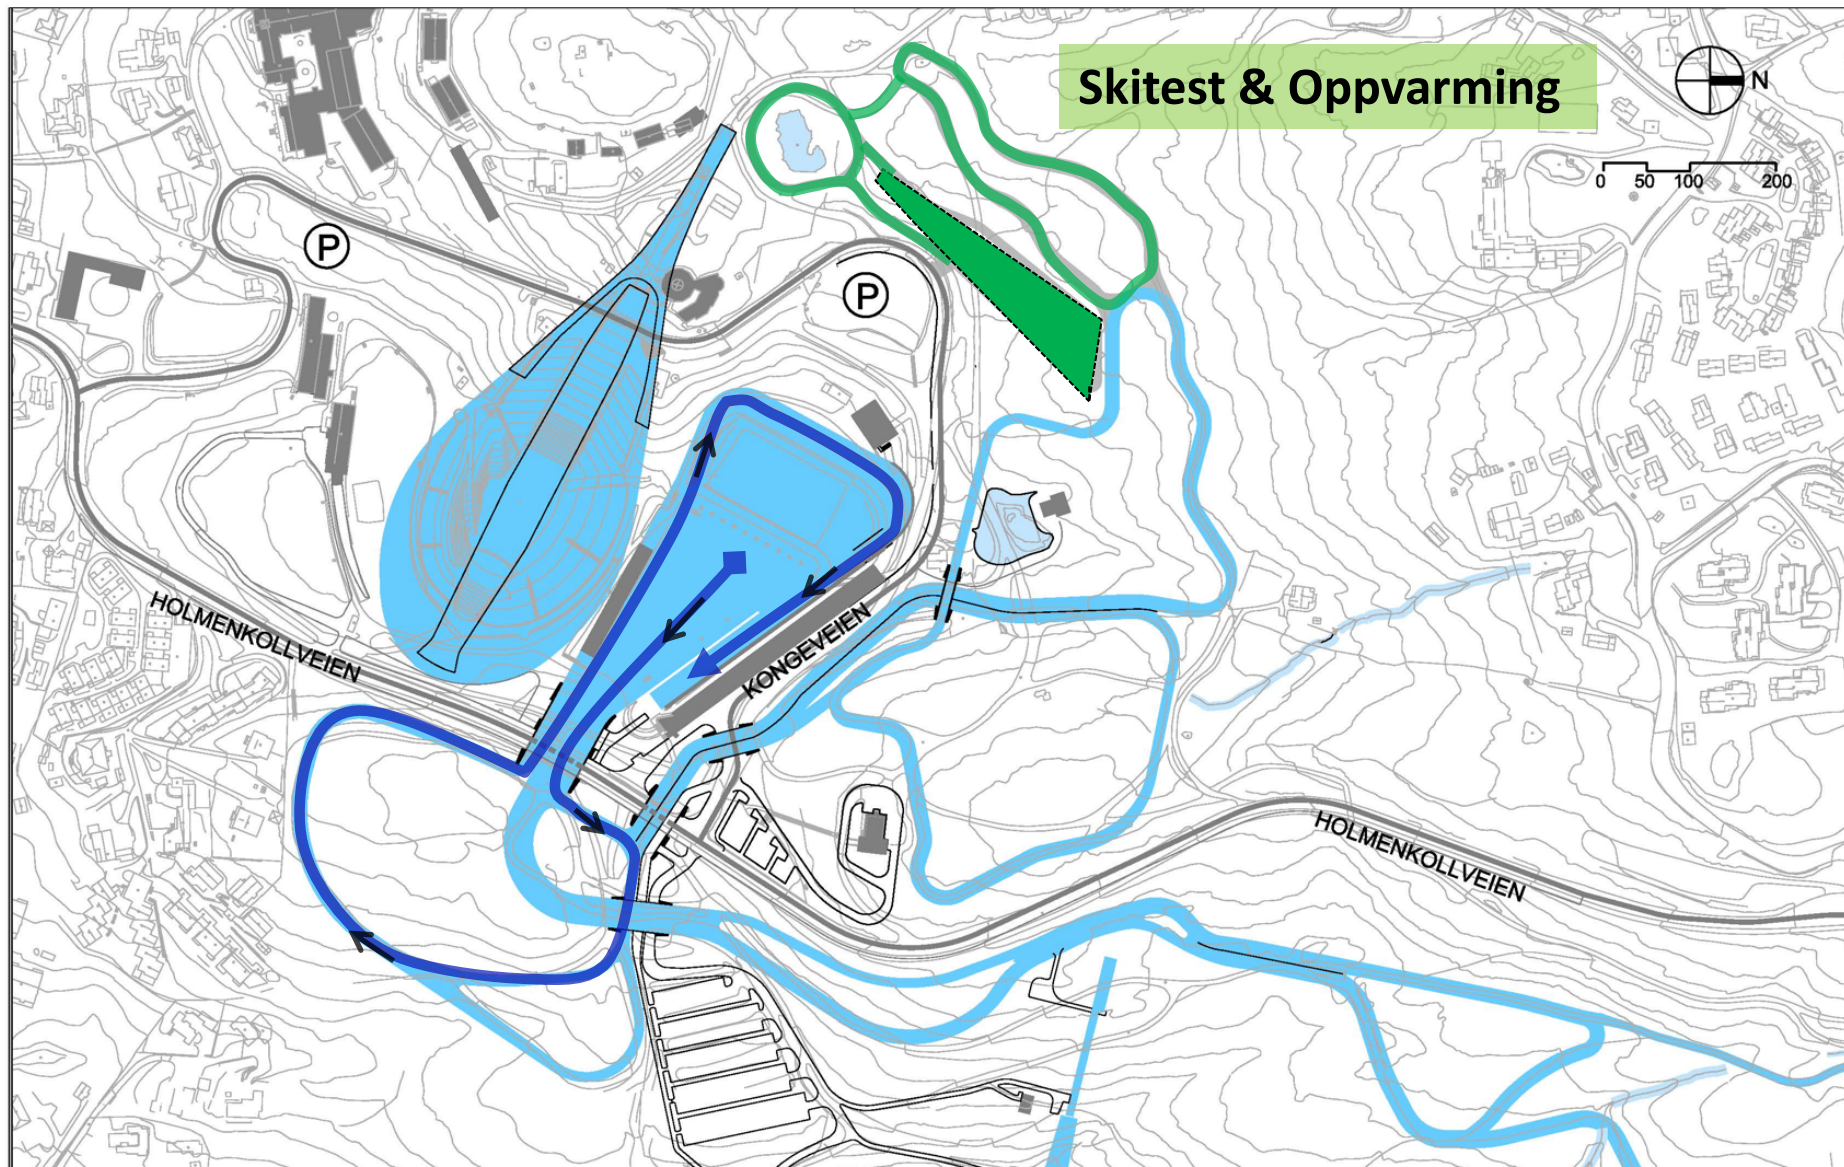 Skitest & Oppvarming
N
0 50 100 200
P
P
HOLMENKOLLVEIEN
KONGEVEIEN
HOLMENKOLLVEIEN